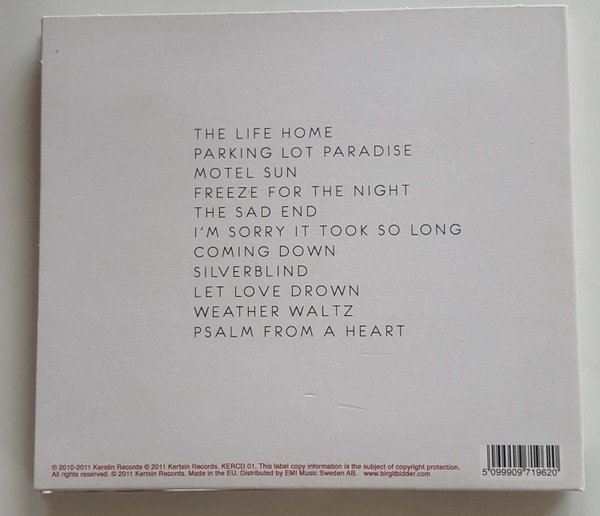 THE LIFE HOME
PARKING LOT PARADISE
MOTEL SUN
FREEZE FOR THE NIGHT
THE SAD END
I'M SORRY IT TOOK SO LONG
COMING DOWN
SILVERBLIND
LET LOVE DROWN
WEATHER WALTZ
PSALM FROM A HEART
℗ 2010-2011 Kerstin Records © 2011 Kertsin Records. KERCD 01. This label copy information is the subject of copyright protection.
All rights reserved. © 2011 Kertsin Records. Made in the EU. Distributed by EMI Music Sweden AB. www.birgitbidder.com
5 099909 719620